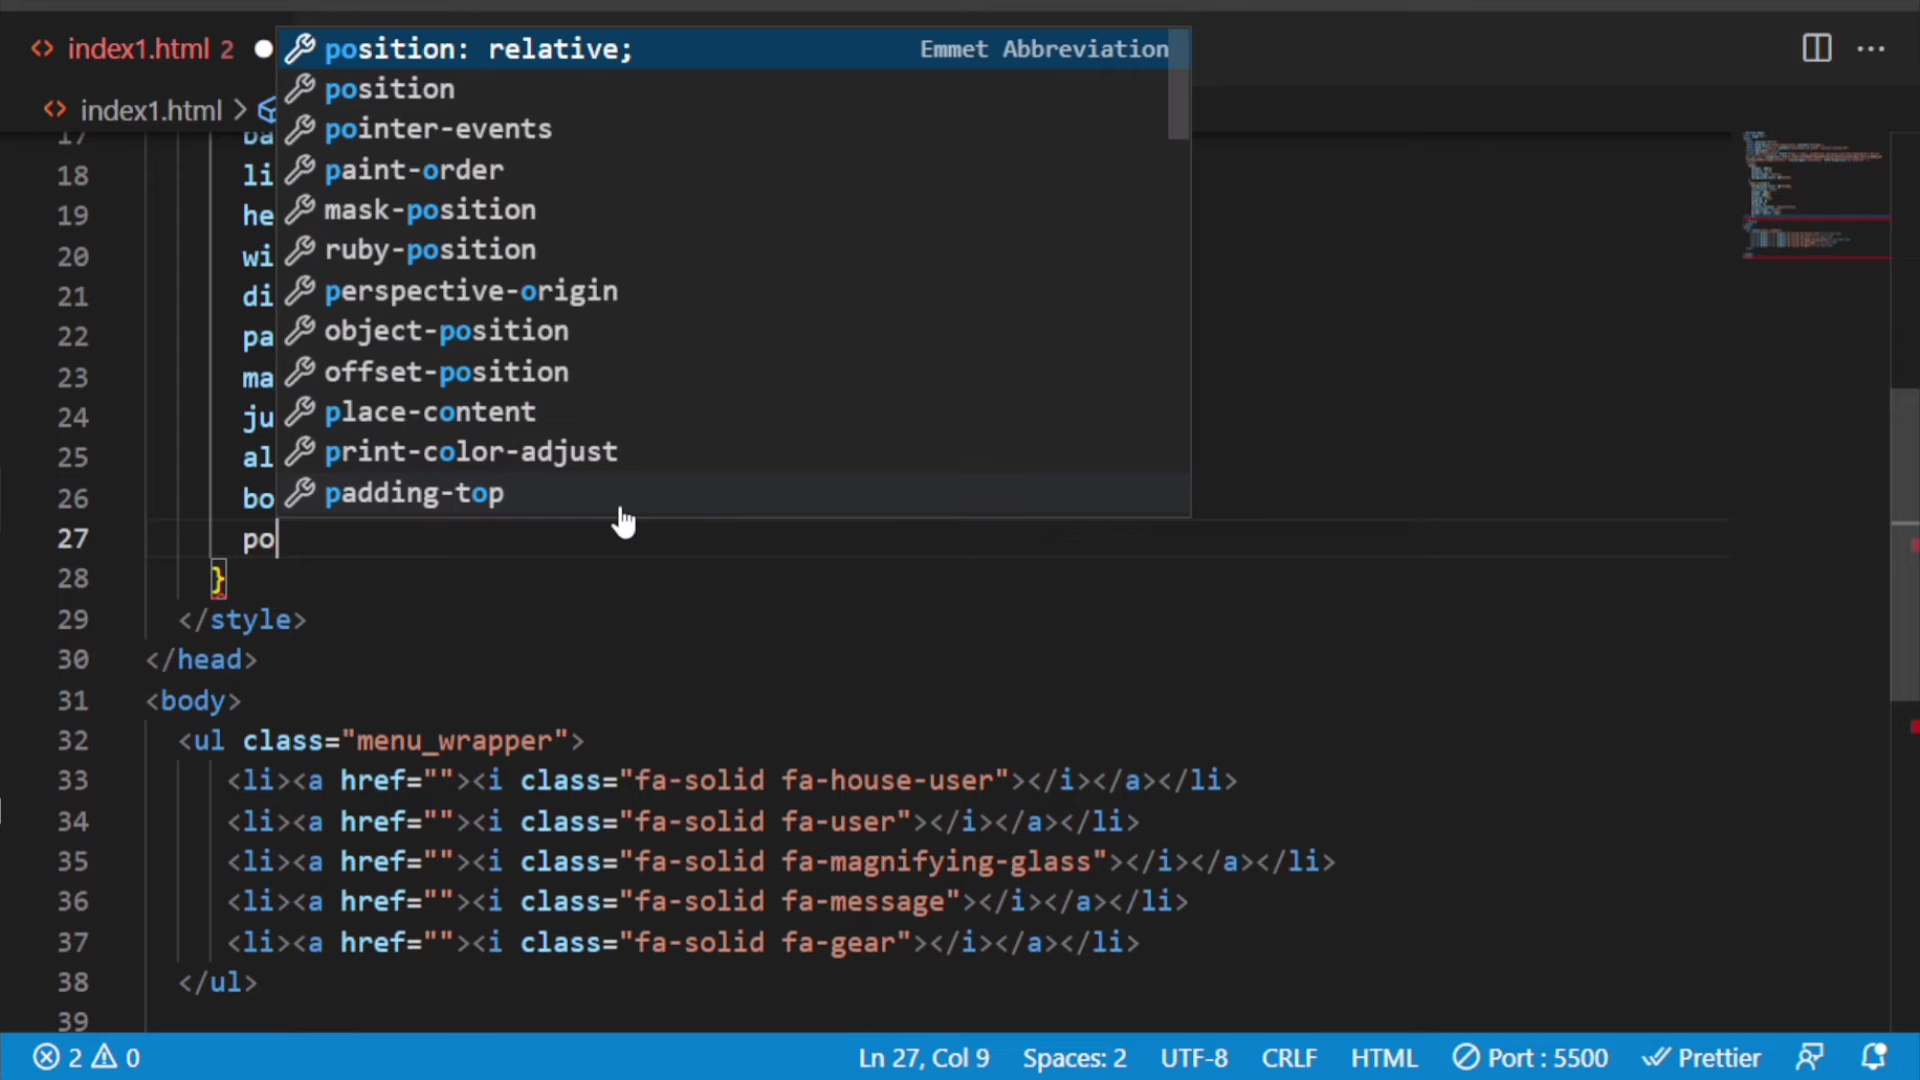 index1.html 2
position: relative; Emmet Abbreviation
index1.html >
position
pointer-events
paint-order
mask-position
ruby-position
perspective-origin
object-position
offset-position
place-content
print-color-adjust
padding-top
17 ba
18 li
19 he
20 wi
21 di
22 pa
23 ma
24 ju
25 al
26 bo
27 po
28 }
29 </style>
30 </head>
31 <body>
32 <ul class="menu_wrapper">
33 <li><a href=""><i class="fa-solid fa-house-user"></i></a></li>
34 <li><a href=""><i class="fa-solid fa-user"></i></a></li>
35 <li><a href=""><i class="fa-solid fa-magnifying-glass"></i></a></li>
36 <li><a href=""><i class="fa-solid fa-message"></i></a></li>
37 <li><a href=""><i class="fa-solid fa-gear"></i></a></li>
38 </ul>
39
2 0 Ln 27, Col 9 Spaces: 2 UTF-8 CRLF HTML Port : 5500 Prettier